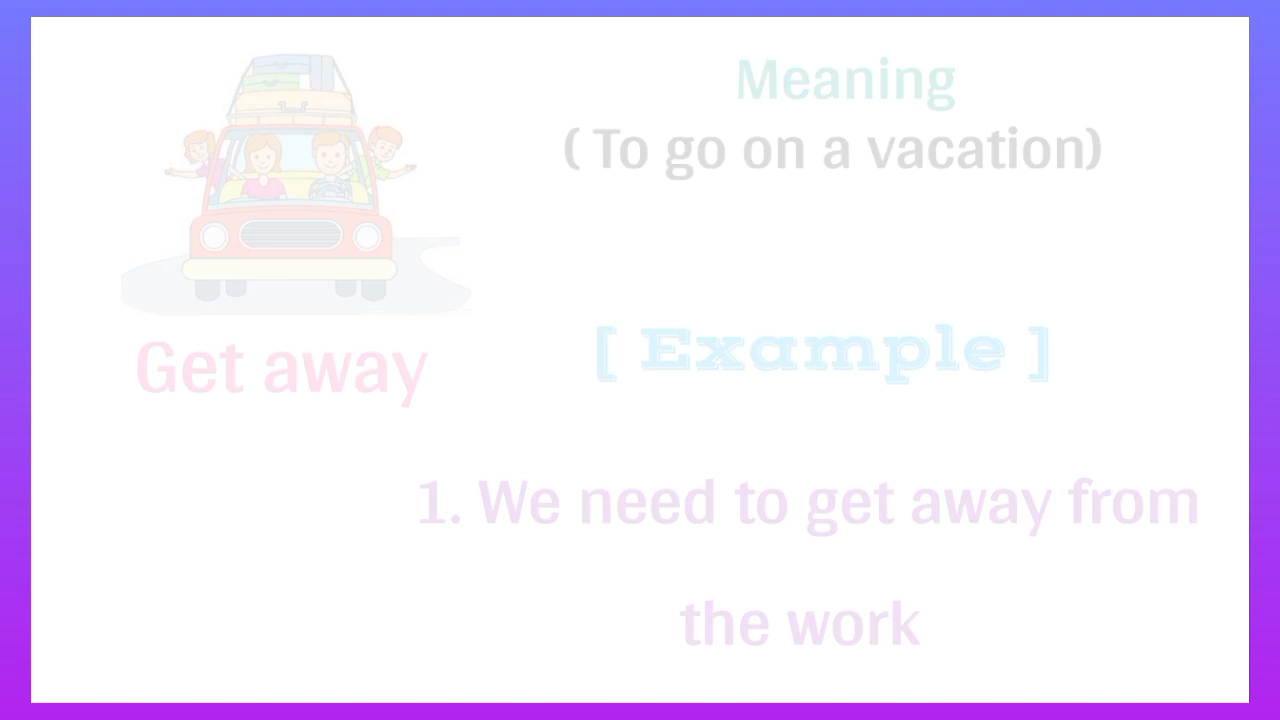 Meaning
( To go on a vacation)
Get away
[ Example ]
1. We need to get away from
the work